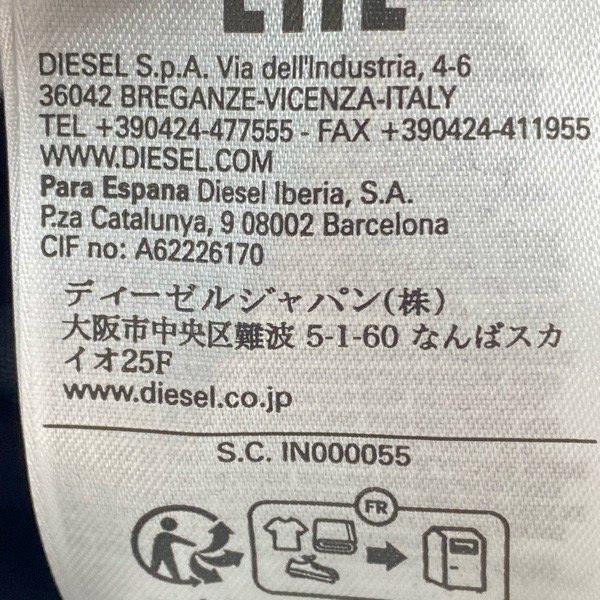 DIESEL S.p.A. Via dell'Industria, 4-6
36042 BREGANZE-VICENZA-ITALY
TEL +390424-477555 - FAX +390424-411955
WWW.DIESEL.COM
Para Espana Diesel Iberia, S.A.
P.za Catalunya, 9 08002 Barcelona
CIF no: A62226170
ディーゼルジャパン(株)
大阪市中央区難波 5-1-60 なんばスカ
イオ25F
www.diesel.co.jp
S.C. IN000055
FR